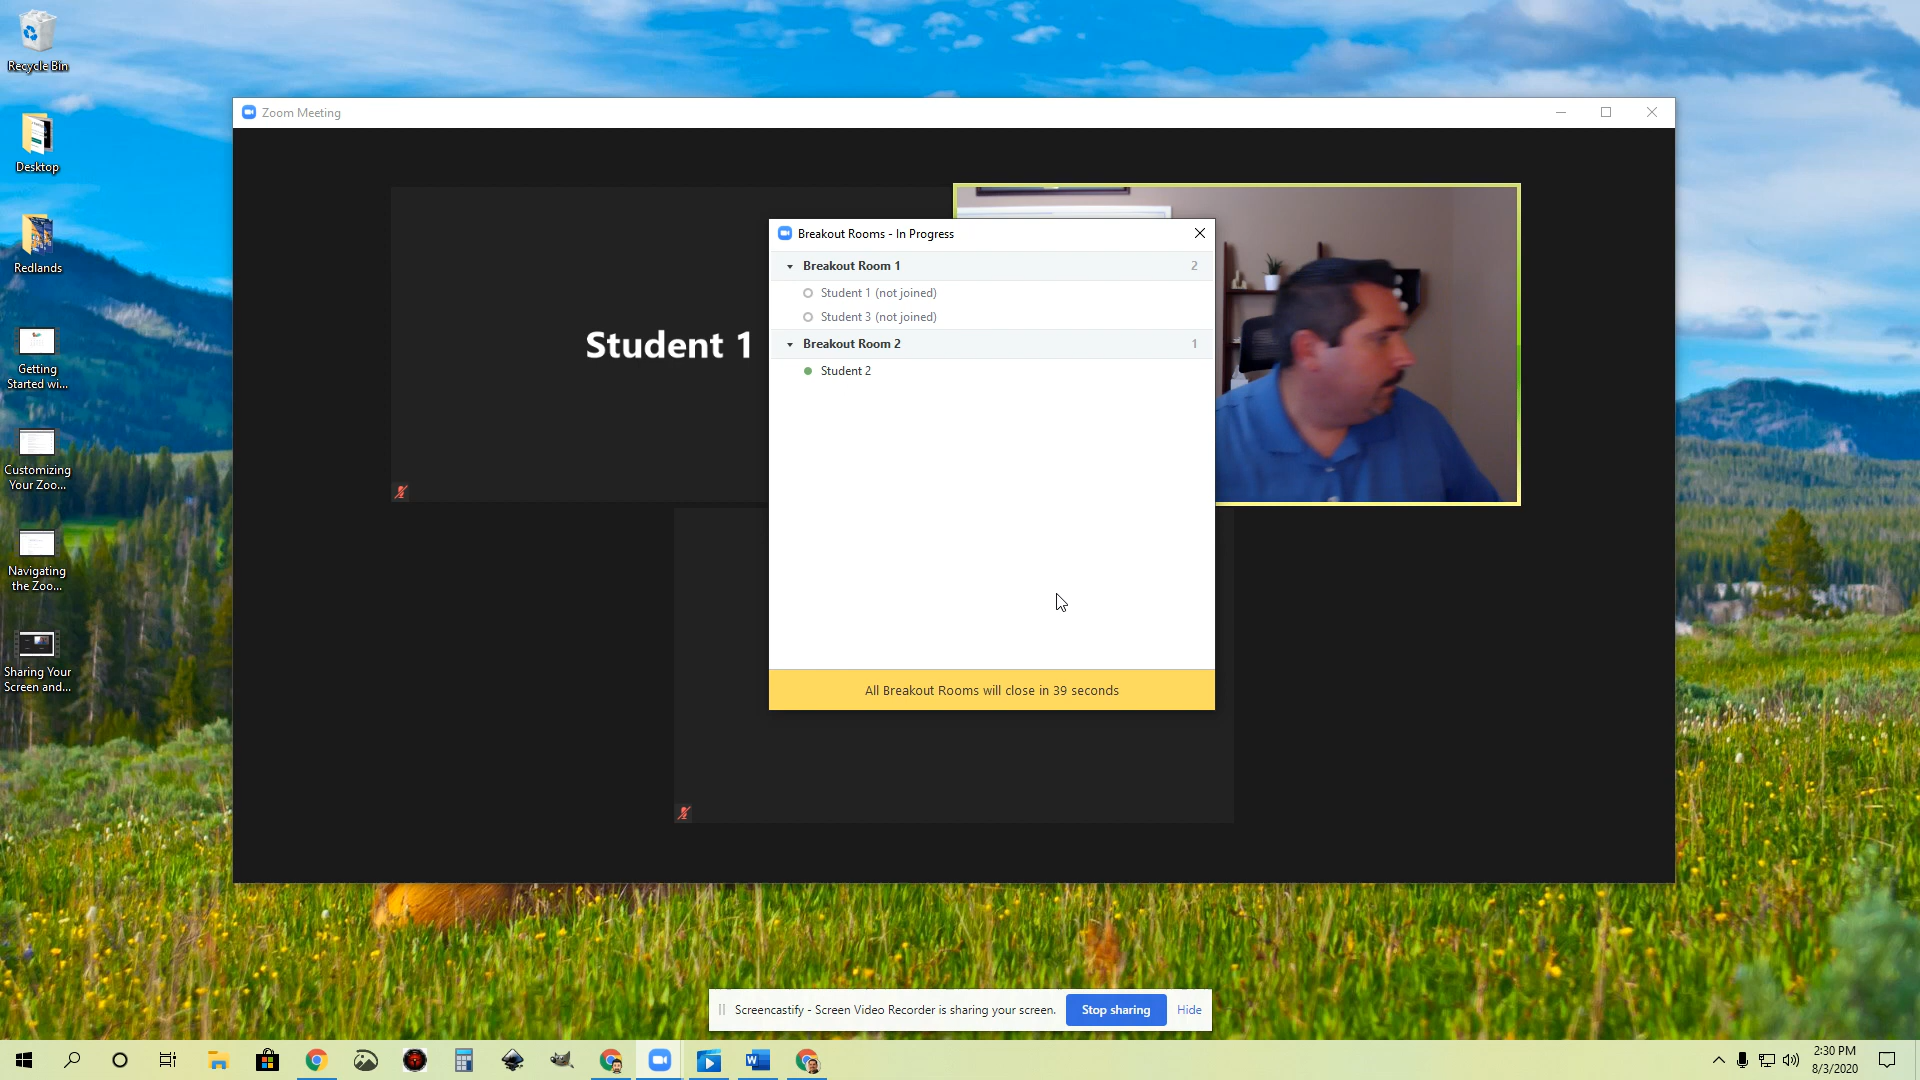 Recycle Bin
Desktop
Redlands
Getting
Started wi...
Customizing
Your Zoo...
Navigating
the Zoo...
Sharing Your
Screen and...
Zoom Meeting
Student 1
Breakout Rooms - In Progress
Breakout Room 1 2
Student 1 (not joined)
Student 3 (not joined)
Breakout Room 2 1
Student 2
All Breakout Rooms will close in 39 seconds
Screencastify - Screen Video Recorder is sharing your screen. Stop sharing Hide
2:30 PM
8/3/2020